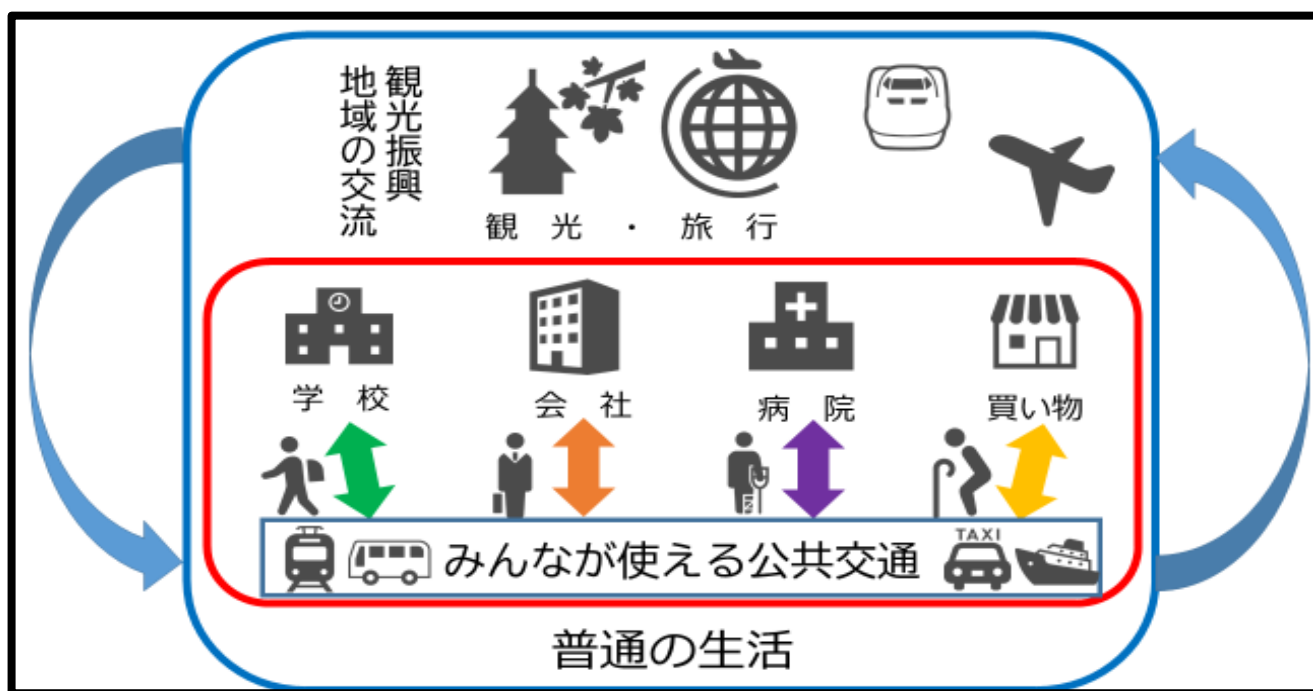 観光振興
地域の交流
観光・旅行
学校
会社
病院
買い物
みんなが使える公共交通
TAXI
普通の生活